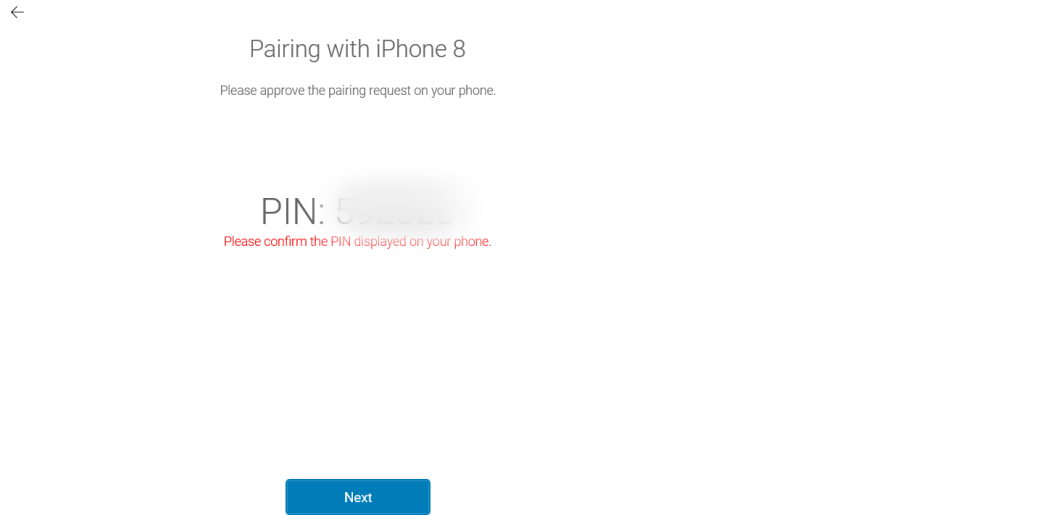 Pairing with iPhone 8
Please approve the pairing request on your phone.
PIN:
Please confirm the PIN displayed on your phone.
Next